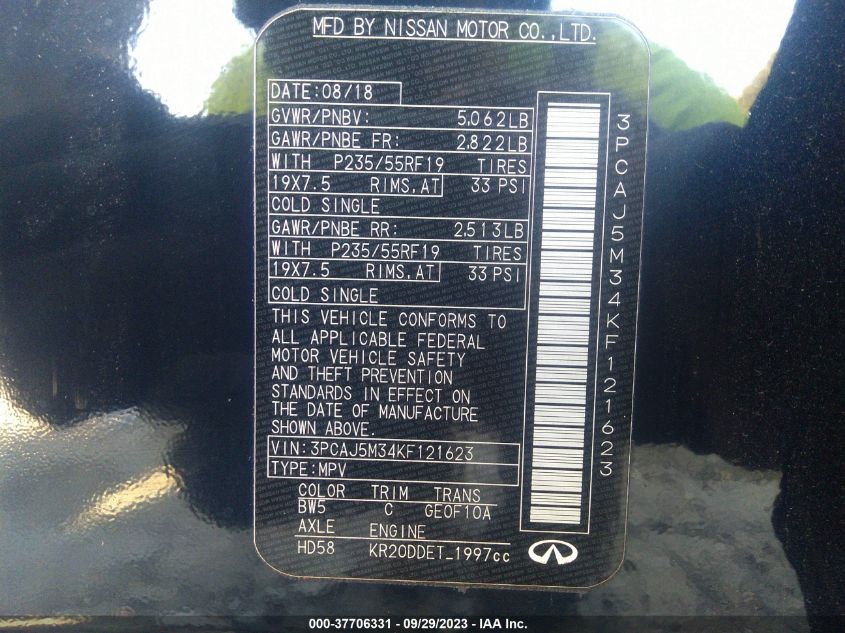 MFD BY NISSAN MOTOR CO.,LTD.
DATE:08/18
GVWR/PNBV: 5,062LB
GAWR/PNBE FR: 2,822LB
WITH P235/55RF19 TIRES
19X7.5 RIMS,AT 33 PSI
COLD SINGLE
GAWR/PNBE RR: 2,513LB
WITH P235/55RF19 TIRES
19X7.5 RIMS,AT 33 PSI
COLD SINGLE
THIS VEHICLE CONFORMS TO
ALL APPLICABLE FEDERAL
MOTOR VEHICLE SAFETY
AND THEFT PREVENTION
STANDARDS IN EFFECT ON
THE DATE OF MANUFACTURE
SHOWN ABOVE.
VIN:3PCAJ5M34KF121623
TYPE:MPV
COLOR TRIM TRANS
BW5 C GE0F10A
AXLE ENGINE
HD58 KR20DDET_1997cc
3PCAJ5M34KF121623
000-37706331 - 09/29/2023 - IAA Inc.